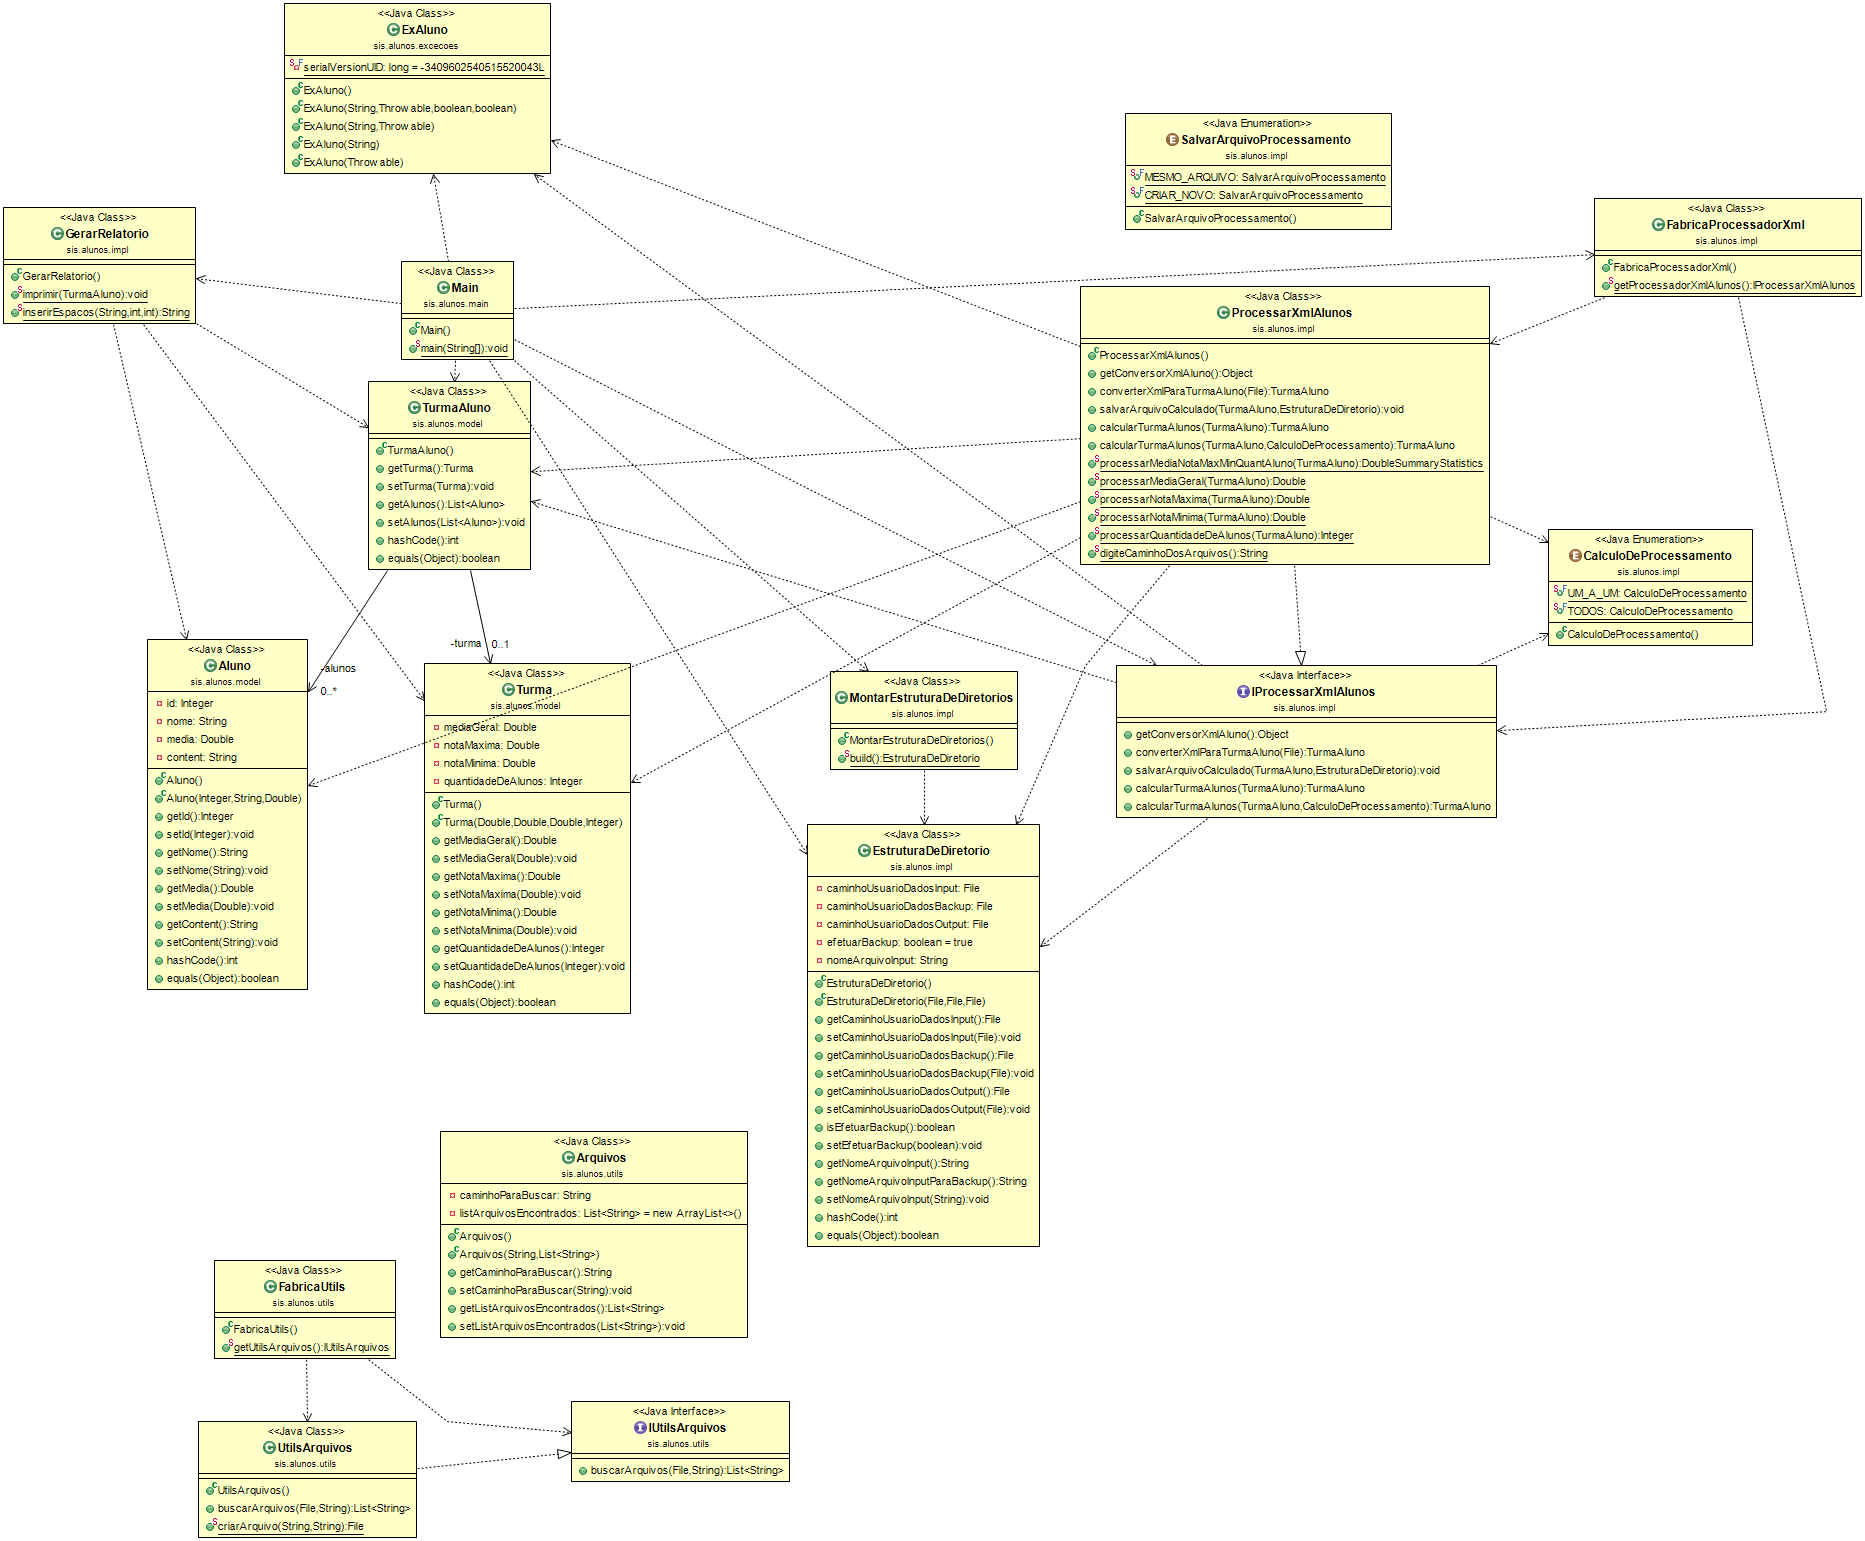 <<Java Class>>
ExAluno
sis.alunos.excecoes
serialVersionUID: long = -3409602540515520043L
ExAluno()
ExAluno(String,Throw able,boolean,boolean)
ExAluno(String,Throw able)
ExAluno(String)
ExAluno(Throw able)
<<Java Enumeration>>
SalvarArquivoProcessamento
sis.alunos.impl
MESMO_ARQUIVO: SalvarArquivoProcessamento
CRIAR_NOVO: SalvarArquivoProcessamento
SalvarArquivoProcessamento()
<<Java Class>>
FabricaProcessadorXml
sis.alunos.impl
FabricaProcessadorXml()
getProcessadorXmlAlunos():IProcessarXmlAlunos
<<Java Class>>
GerarRelatorio
sis.alunos.impl
GerarRelatorio()
imprimir(TurmaAluno):void
inserirEspacos(String,int,int):String
<<Java Class>>
Main
sis.alunos.main
Main()
main(String[]):void
<<Java Class>>
ProcessarXmlAlunos
sis.alunos.impl
ProcessarXmlAlunos()
getConversorXmlAluno():Object
converterXmlParaTurmaAluno(File):TurmaAluno
salvarArquivoCalculado(TurmaAluno,EstruturaDeDiretorio):void
calcularTurmaAlunos(TurmaAluno):TurmaAluno
calcularTurmaAlunos(TurmaAluno,CalculoDeProcessamento):TurmaAluno
processarMediaNotaMaxMinQuantAluno(TurmaAluno):DoubleSummaryStatistics
processarMediaGeral(TurmaAluno):Double
processarNotaMaxima(TurmaAluno):Double
processarNotaMinima(TurmaAluno):Double
processarQuantidadeDeAlunos(TurmaAluno):Integer
digiteCaminhoDosArquivos():String
<<Java Class>>
TurmaAluno
sis.alunos.model
TurmaAluno()
getTurma():Turma
setTurma(Turma):void
getAlunos():List<Aluno>
setAlunos(List<Aluno>):void
hashCode():int
equals(Object):boolean
<<Java Enumeration>>
CalculoDeProcessamento
sis.alunos.impl
UM_A_UM: CalculoDeProcessamento
TODOS: CalculoDeProcessamento
CalculoDeProcessamento()
-alunos
0..*
-turma
0..1
<<Java Class>>
Aluno
sis.alunos.model
id: Integer
nome: String
media: Double
content: String
Aluno()
Aluno(Integer,String,Double)
getId():Integer
setId(Integer):void
getNome():String
setNome(String):void
getMedia():Double
setMedia(Double):void
getContent():String
setContent(String):void
hashCode():int
equals(Object):boolean
<<Java Class>>
Turma
sis.alunos.model
mediaGeral: Double
notaMaxima: Double
notaMinima: Double
quantidadeDeAlunos: Integer
Turma()
Turma(Double,Double,Double,Integer)
getMediaGeral():Double
setMediaGeral(Double):void
getNotaMaxima():Double
setNotaMaxima(Double):void
getNotaMinima():Double
setNotaMinima(Double):void
getQuantidadeDeAlunos():Integer
setQuantidadeDeAlunos(Integer):void
hashCode():int
equals(Object):boolean
<<Java Class>>
MontarEstruturaDeDiretorios
sis.alunos.impl
MontarEstruturaDeDiretorios()
build():EstruturaDeDiretorio
<<Java Interface>>
IProcessarXmlAlunos
sis.alunos.impl
getConversorXmlAluno():Object
converterXmlParaTurmaAluno(File):TurmaAluno
salvarArquivoCalculado(TurmaAluno,EstruturaDeDiretorio):void
calcularTurmaAlunos(TurmaAluno):TurmaAluno
calcularTurmaAlunos(TurmaAluno,CalculoDeProcessamento):TurmaAluno
<<Java Class>>
EstruturaDeDiretorio
sis.alunos.impl
caminhoUsuarioDadosInput: File
caminhoUsuarioDadosBackup: File
caminhoUsuarioDadosOutput: File
efetuarBackup: boolean = true
nomeArquivoInput: String
EstruturaDeDiretorio()
EstruturaDeDiretorio(File,File,File)
getCaminhoUsuarioDadosInput():File
setCaminhoUsuarioDadosInput(File):void
getCaminhoUsuarioDadosBackup():File
setCaminhoUsuarioDadosBackup(File):void
getCaminhoUsuarioDadosOutput():File
setCaminhoUsuarioDadosOutput(File):void
isEfetuarBackup():boolean
setEfetuarBackup(boolean):void
getNomeArquivoInput():String
getNomeArquivoInputParaBackup():String
setNomeArquivoInput(String):void
hashCode():int
equals(Object):boolean
<<Java Class>>
Arquivos
sis.alunos.utils
caminhoParaBuscar: String
listArquivosEncontrados: List<String> = new ArrayList<>()
Arquivos()
Arquivos(String,List<String>)
getCaminhoParaBuscar():String
setCaminhoParaBuscar(String):void
getListArquivosEncontrados():List<String>
setListArquivosEncontrados(List<String>):void
<<Java Class>>
FabricaUtils
sis.alunos.utils
FabricaUtils()
getUtilsArquivos():IUtilsArquivos
<<Java Class>>
UtilsArquivos
sis.alunos.utils
UtilsArquivos()
buscarArquivos(File,String):List<String>
criarArquivo(String,String):File
<<Java Interface>>
IUtilsArquivos
sis.alunos.utils
buscarArquivos(File,String):List<String>